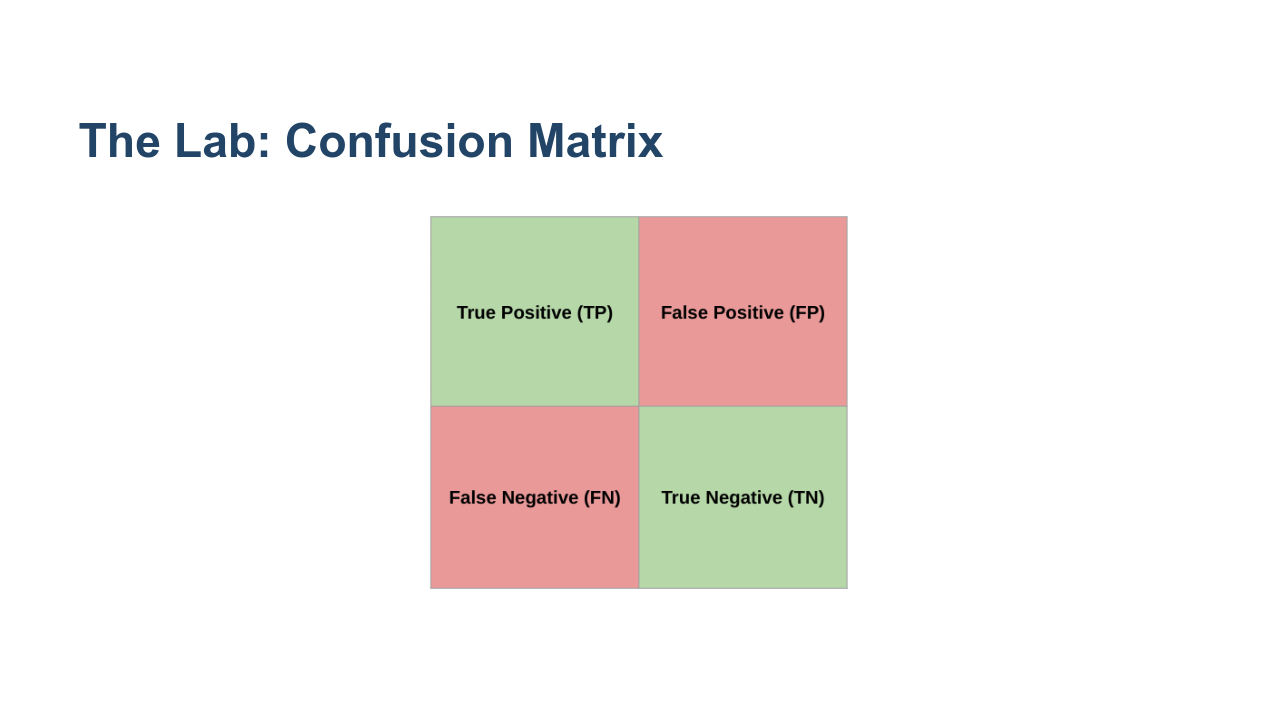 The Lab: Confusion Matrix
True Positive (TP)
False Positive (FP)
False Negative (FN)
True Negative (TN)